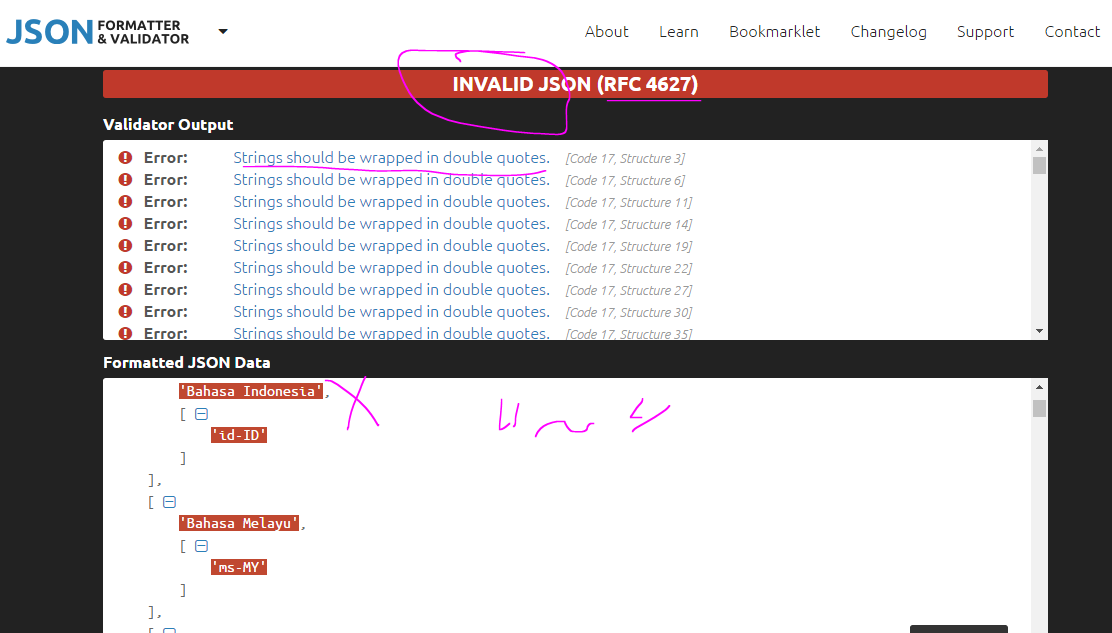 JSON FORMATTER & VALIDATOR
About Learn Bookmarklet Changelog Support Contact
INVALID JSON (RFC 4627)
Validator Output
Error: Strings should be wrapped in double quotes. [Code 17, Structure 3]
Error: Strings should be wrapped in double quotes. [Code 17, Structure 6]
Error: Strings should be wrapped in double quotes. [Code 17, Structure 11]
Error: Strings should be wrapped in double quotes. [Code 17, Structure 14]
Error: Strings should be wrapped in double quotes. [Code 17, Structure 19]
Error: Strings should be wrapped in double quotes. [Code 17, Structure 22]
Error: Strings should be wrapped in double quotes. [Code 17, Structure 27]
Error: Strings should be wrapped in double quotes. [Code 17, Structure 30]
Error: Strings should be wrapped in double quotes. [Code 17, Structure 35]
Formatted JSON Data
'Bahasa Indonesia',
[
'id-ID'
]
],
[
'Bahasa Melayu',
[
'ms-MY'
]
],
[